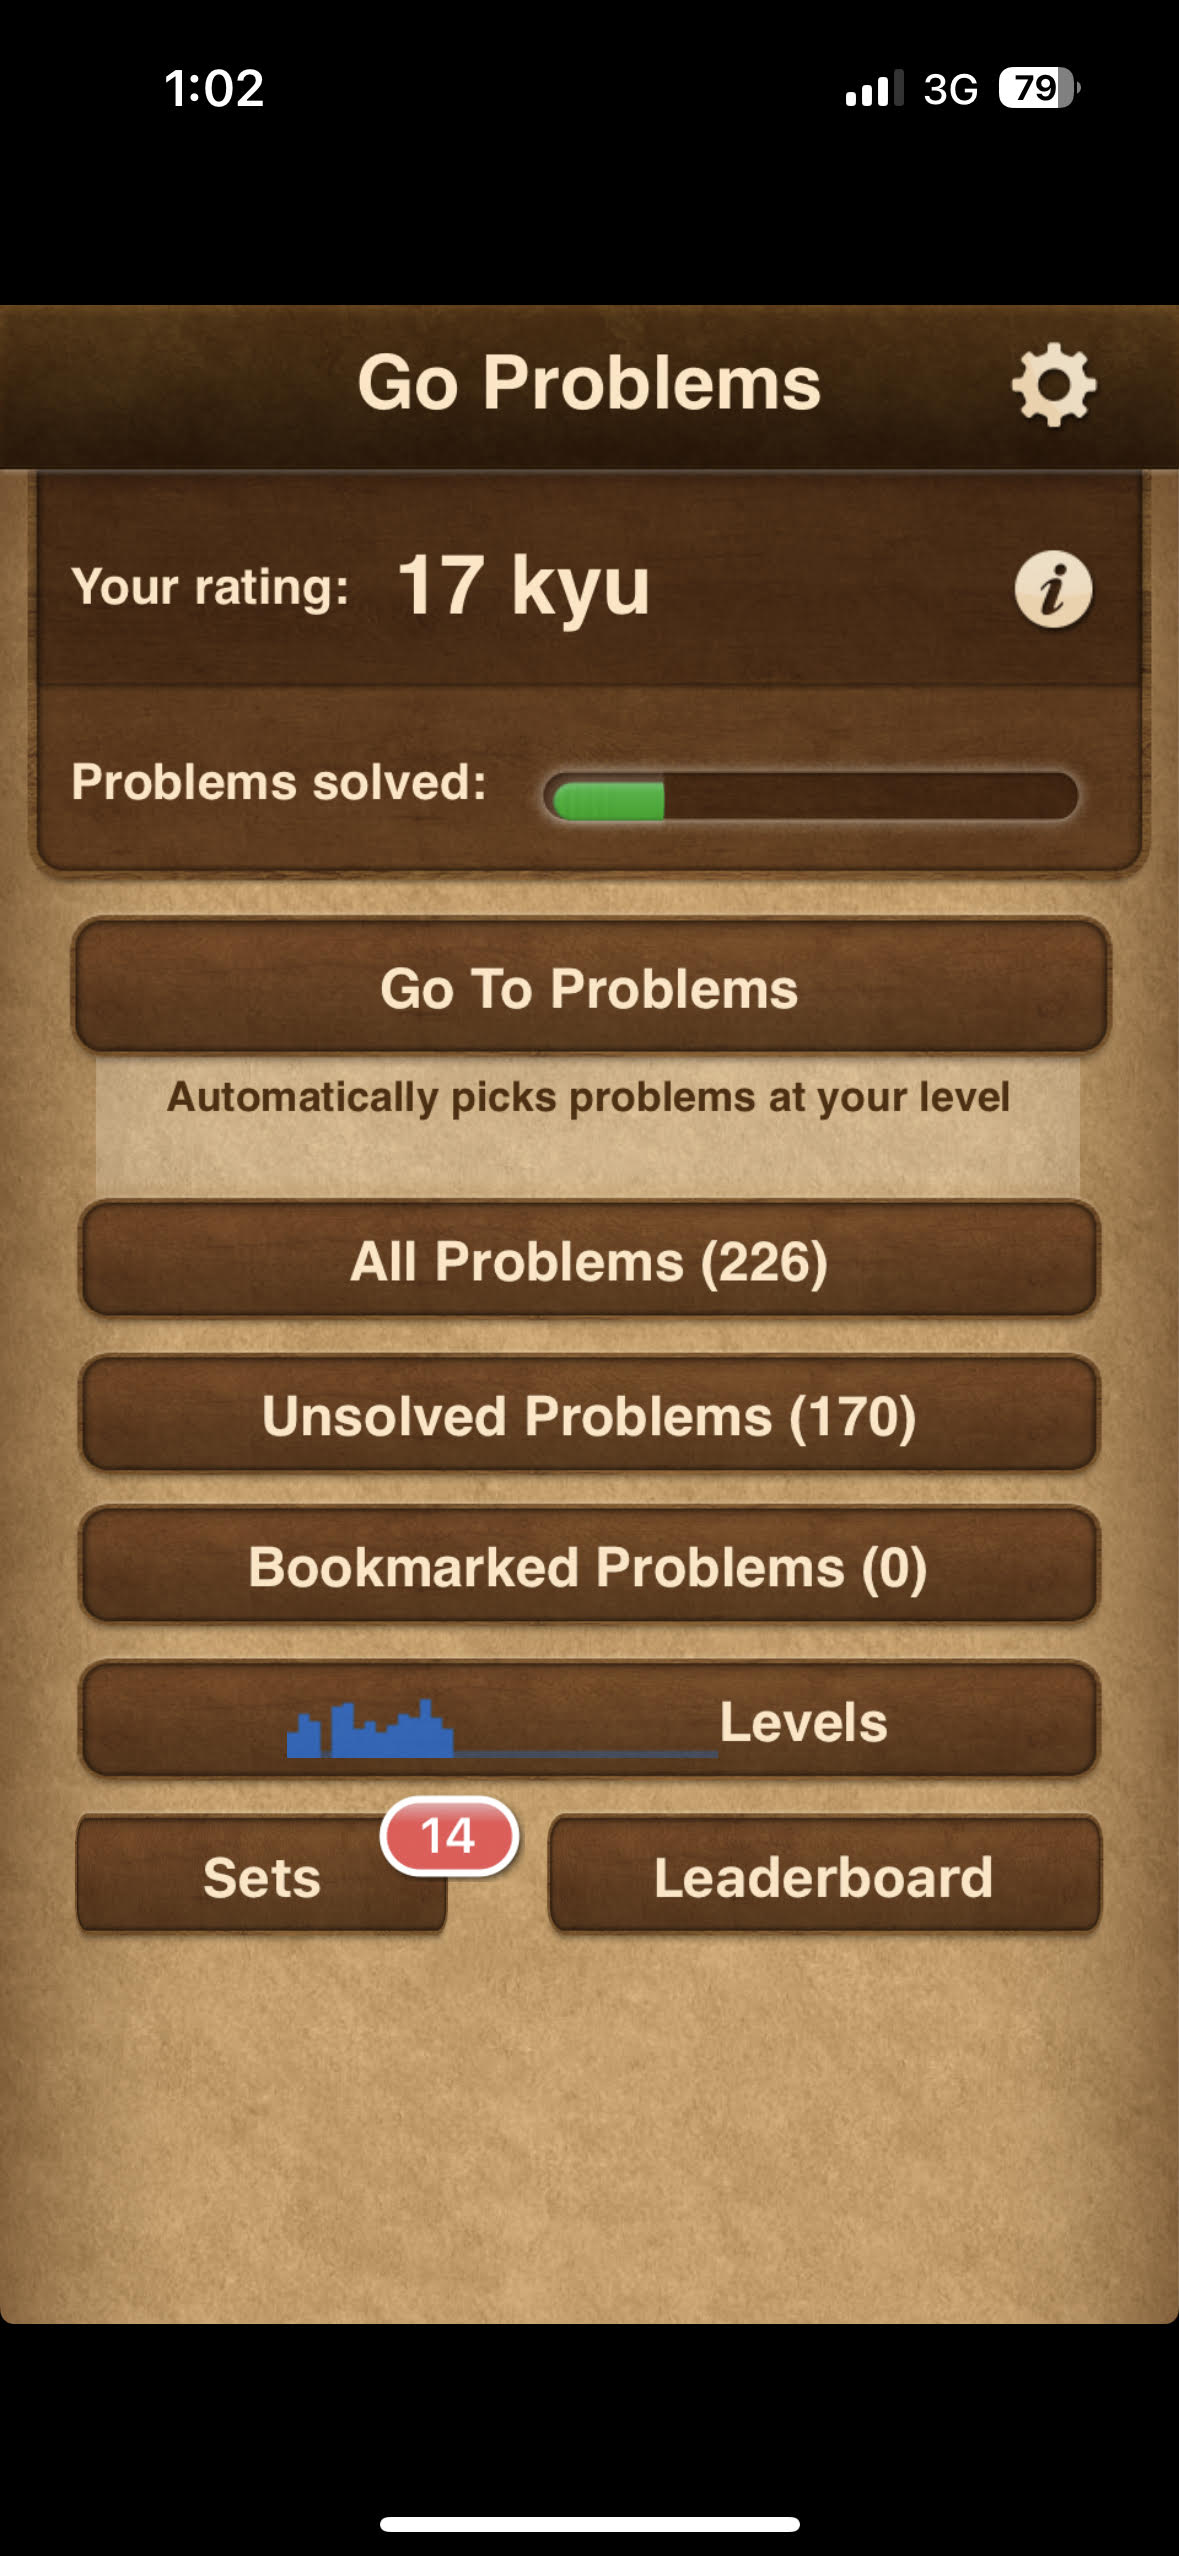 1:02
3G
79
Go Problems
Your rating: 17 kyu
i
Problems solved:
Go To Problems
Automatically picks problems at your level
All Problems (226)
Unsolved Problems (170)
Bookmarked Problems (0)
Levels
14
Sets
Leaderboard